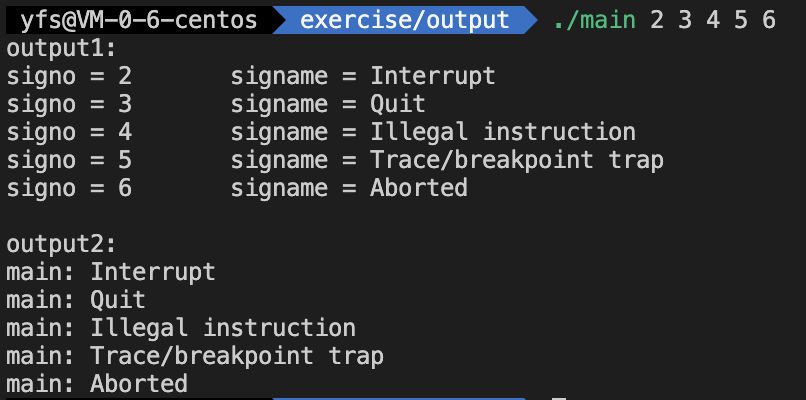 yfs@VM-0-6-centos exercise/output ./main 2 3 4 5 6
output1:
signo = 2 signame = Interrupt
signo = 3 signame = Quit
signo = 4 signame = Illegal instruction
signo = 5 signame = Trace/breakpoint trap
signo = 6 signame = Aborted
output2:
main: Interrupt
main: Quit
main: Illegal instruction
main: Trace/breakpoint trap
main: Aborted